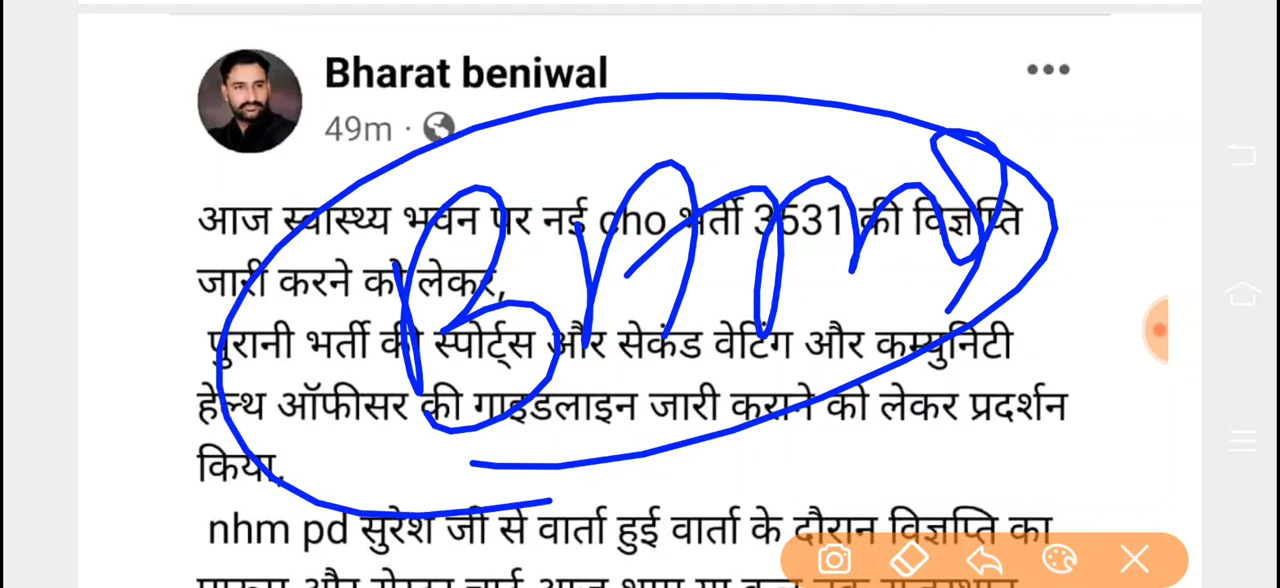 Bharat beniwal
49m
आज स्वास्थ्य भवन पर नई cho भर्ती 3531 की विज्ञप्ति
जारी करने को लेकर,
पुरानी भर्ती की स्पोर्ट्स और सेकंड वेटिंग और कम्युनिटी
हेल्थ ऑफीसर की गाइडलाइन जारी कराने को लेकर प्रदर्शन
किया,
nhm pd सुरेश जी से वार्ता हुई वार्ता के दौरान विज्ञप्ति का